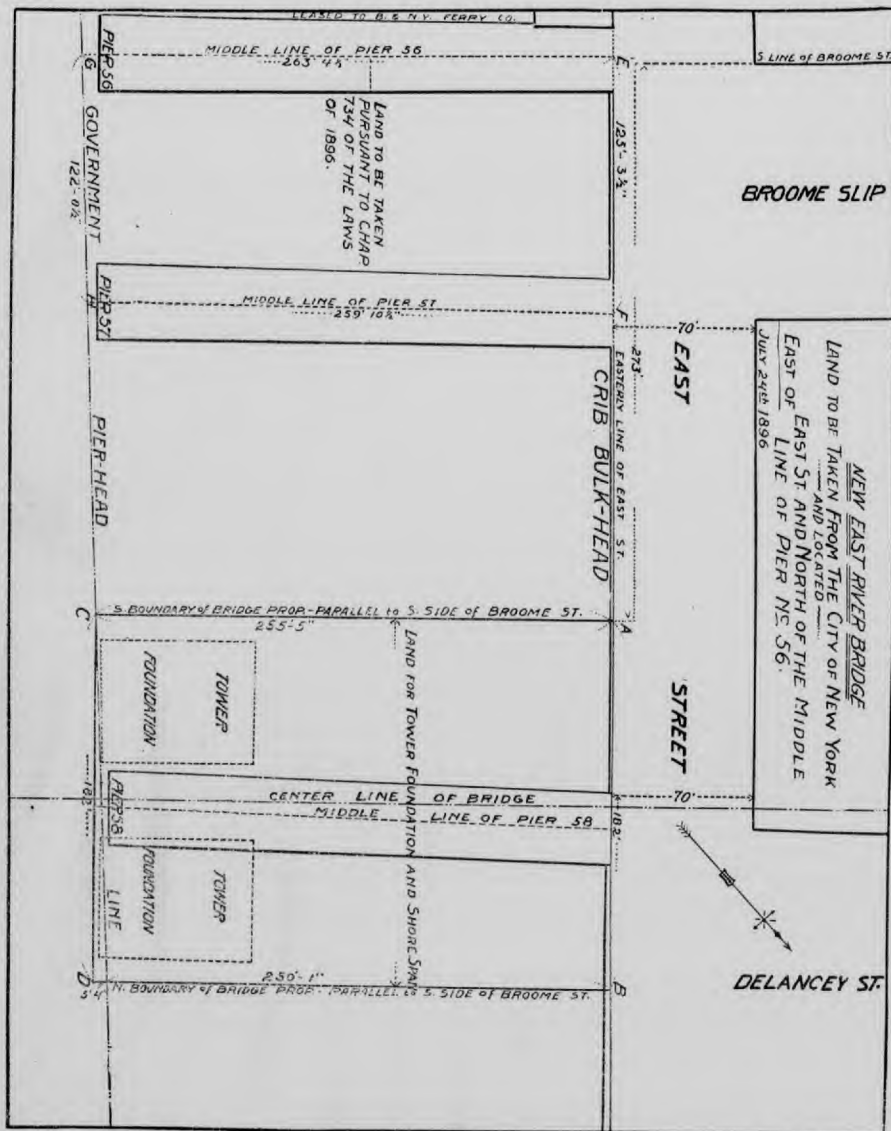 LEASED TO B. & N.Y. FERRY CO.
PIER 56
MIDDLE LINE OF PIER 56
263' 4½
E
S LINE OF BROOME ST.
G
GOVERNMENT
122'-0½"
LAND TO BE TAKEN
PURSUANT TO CHAP
734 OF THE LAWS
OF 1896.
125'-3½"
BROOME SLIP
PIER 57
H
MIDDLE LINE OF PIER 57
259' 10½"
F
70'
273'
EAST
STREET
EASTERLY LINE OF EAST ST.
CRIB BULK-HEAD
NEW EAST RIVER BRIDGE
LAND TO BE TAKEN FROM THE CITY OF NEW YORK
AND LOCATED
EAST OF EAST ST. AND NORTH OF THE MIDDLE
LINE OF PIER NO. 56.
JULY 24th 1896
PIER-HEAD
C
S. BOUNDARY of BRIDGE PROP.-PARALLEL to S. SIDE OF BROOME ST.
255'-5"
A
TOWER
FOUNDATION
LAND FOR TOWER FOUNDATION AND SHORE SPAN
182'
PIER 58
CENTER LINE OF BRIDGE
MIDDLE LINE OF PIER 58
182'
70'
TOWER
FOUNDATION
LINE
D
5'4"
250'-1"
N. BOUNDARY of BRIDGE PROP.- PARALLEL to S. SIDE OF BROOME ST.
B
DELANCEY ST.